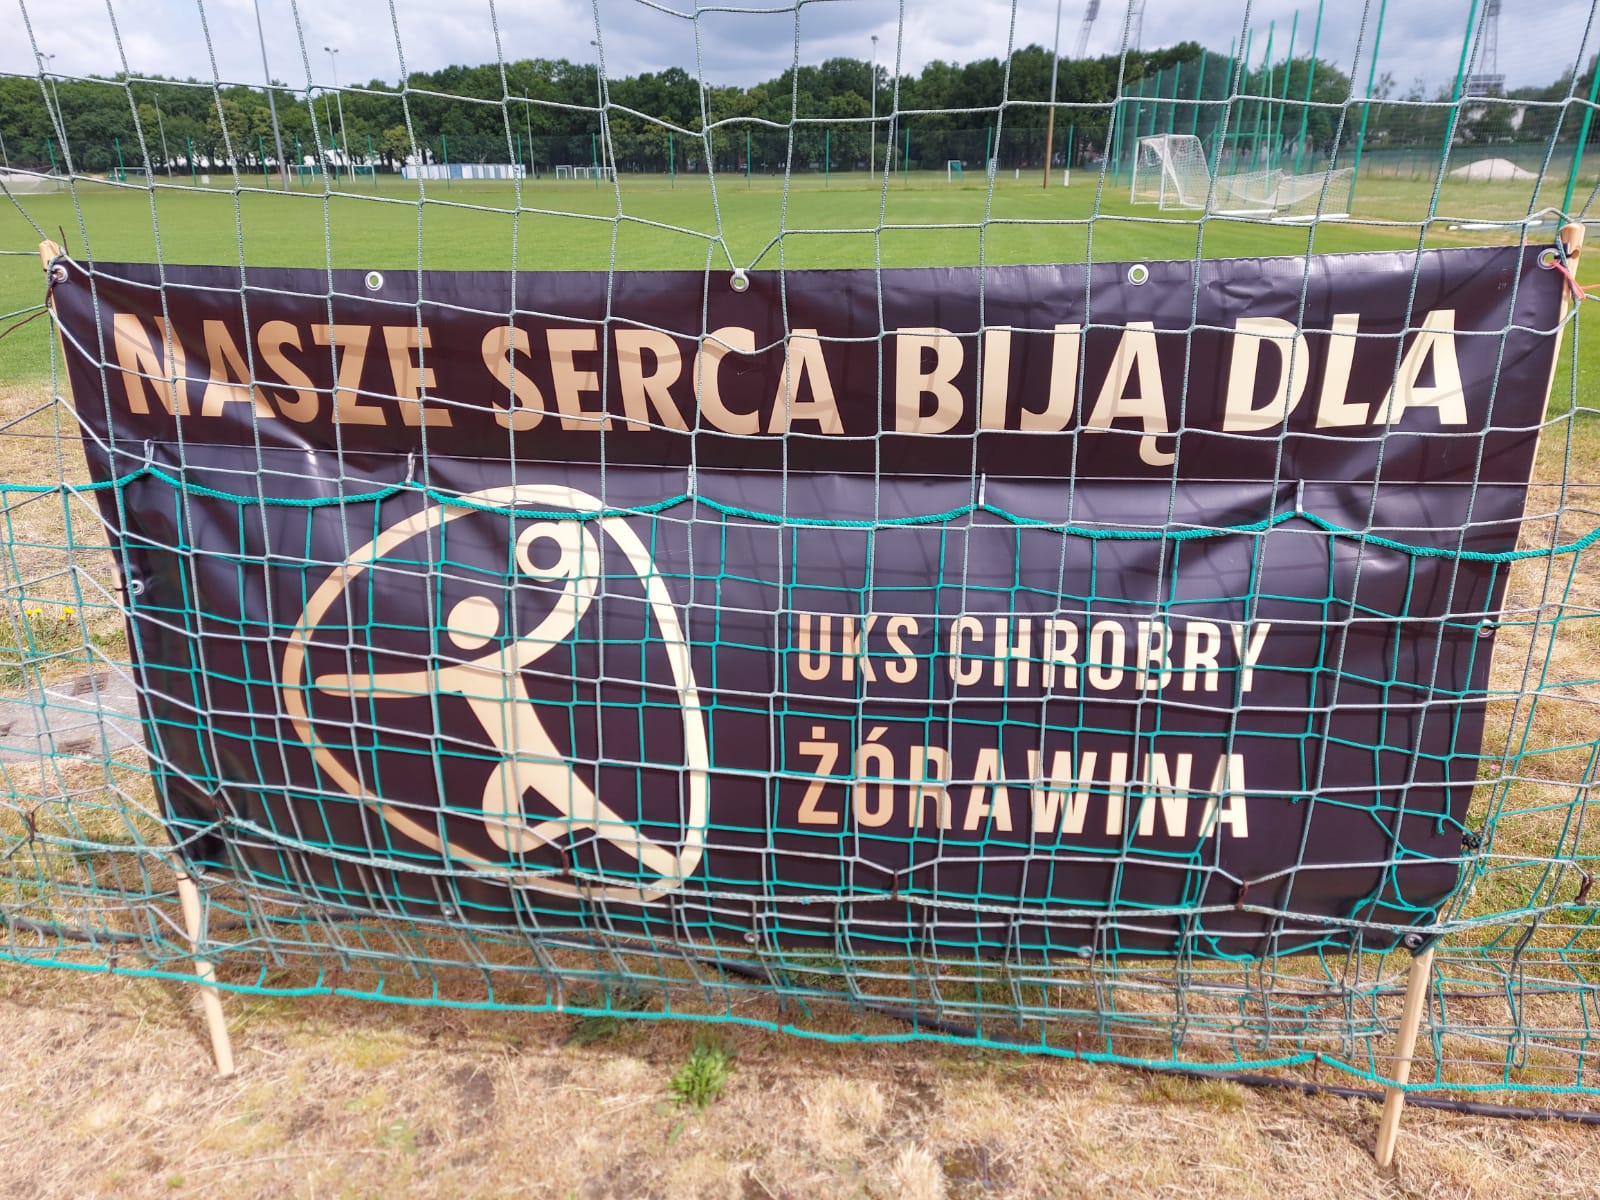 NASZE SERCA BIJĄ DLA
UKS CHROBRY
ŻÓRAWINA